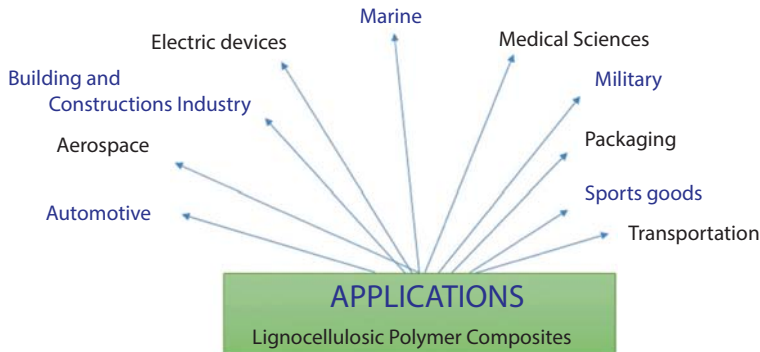 Marine
Electric devices
Medical Sciences
Building and
Constructions Industry
Military
Aerospace
Packaging
Automotive
Sports goods
Transportation
APPLICATIONS
Lignocellulosic Polymer Composites